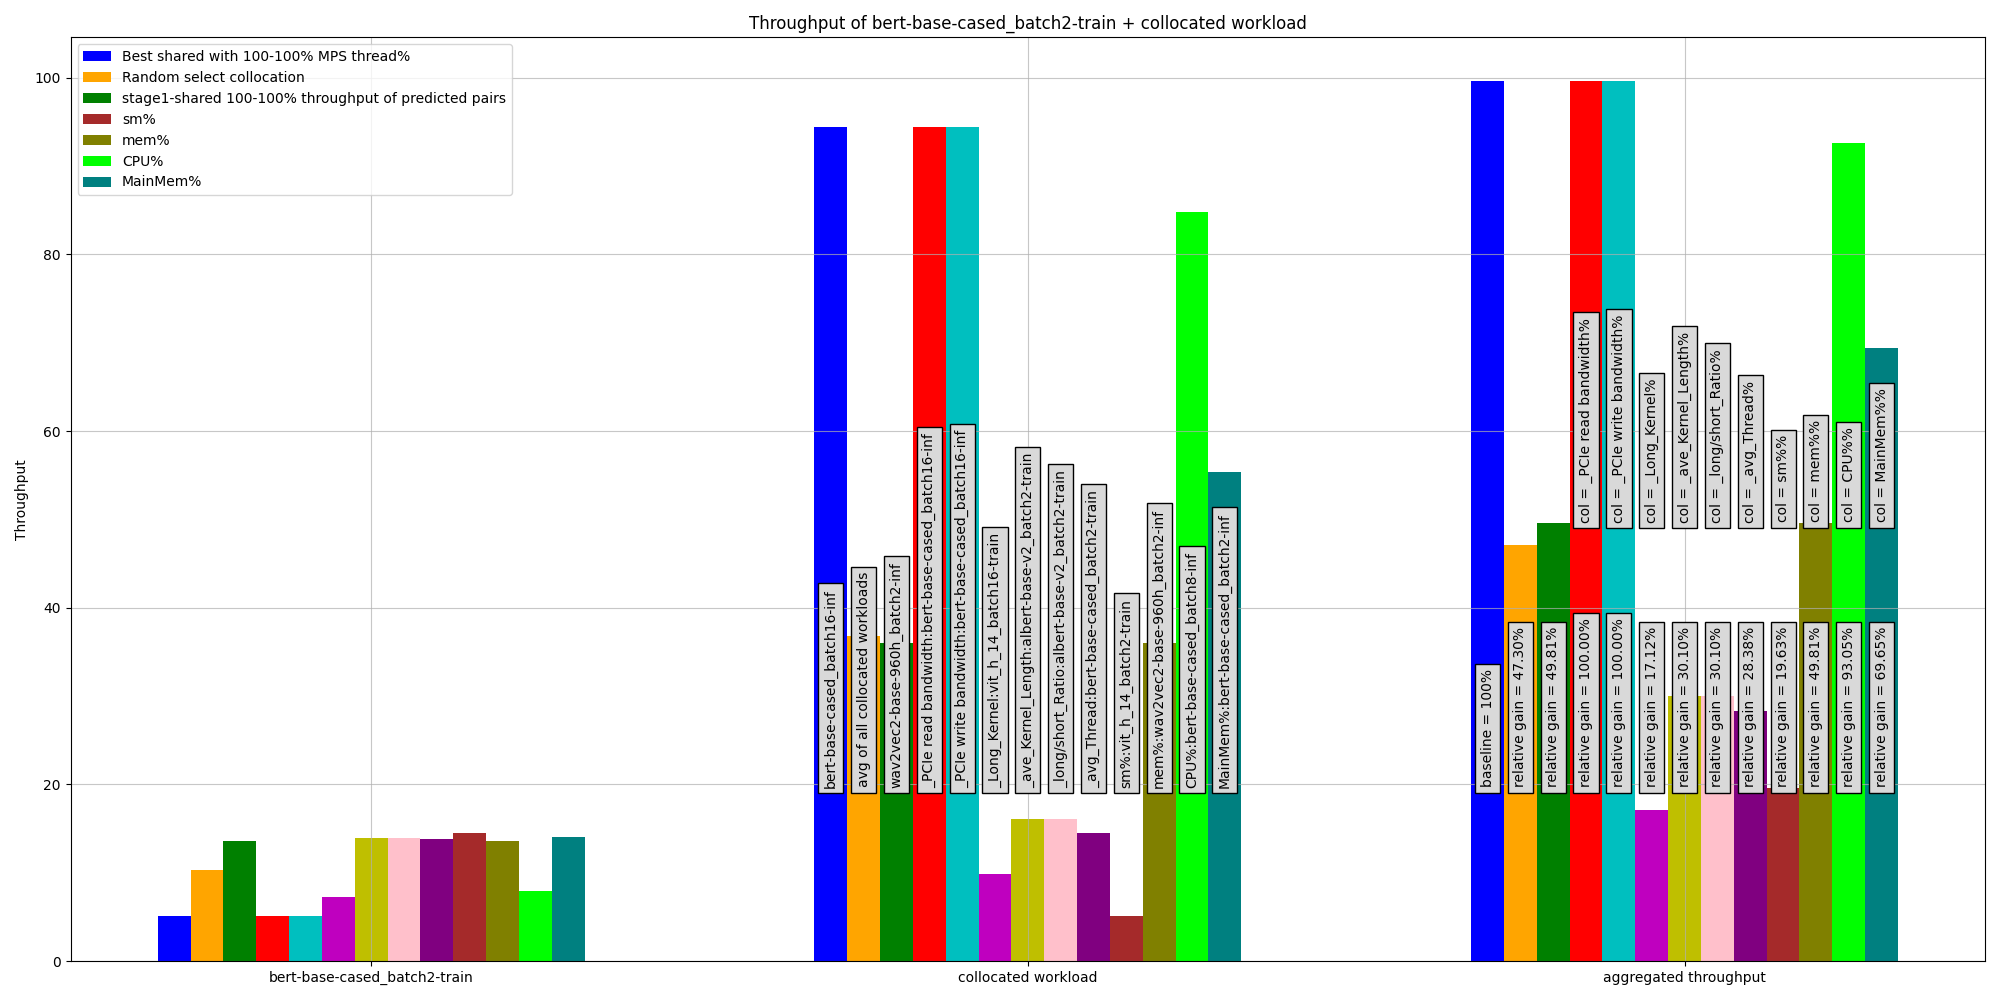 Throughput of bert-base-cased_batch2-train + collocated workload
Best shared with 100-100% MPS thread%
Random select collocation
stage1-shared 100-100% throughput of predicted pairs
sm%
mem%
CPU%
MainMem%
Throughput
100
80
60
40
20
0
bert-base-cased_batch16-inf
avg of all collocated workloads
wav2vec2-base-960h_batch2-inf
_PCIe read bandwidth:bert-base-cased_batch16-inf
_PCIe write bandwidth:bert-base-cased_batch16-inf
_Long_Kernel:vit_h_14_batch16-train
_ave_Kernel_Length:albert-base-v2_batch2-train
_long/short_Ratio:albert-base-v2_batch2-train
_avg_Thread:bert-base-cased_batch2-train
sm%:vit_h_14_batch2-train
mem%:wav2vec2-base-960h_batch2-inf
CPU%:bert-base-cased_batch8-inf
MainMem%:bert-base-cased_batch2-inf
col = _PCIe read bandwidth%
col = _PCIe write bandwidth%
col = _Long_Kernel%
col = _ave_Kernel_Length%
col = _long/short_Ratio%
col = _avg_Thread%
col = sm%%
col = mem%%
col = CPU%%
col = MainMem%%
baseline = 100%
relative gain = 47.30%
relative gain = 49.81%
relative gain = 100.00%
relative gain = 100.00%
relative gain = 17.12%
relative gain = 30.10%
relative gain = 30.10%
relative gain = 28.38%
relative gain = 19.63%
relative gain = 49.81%
relative gain = 93.05%
relative gain = 69.65%
bert-base-cased_batch2-train
collocated workload
aggregated throughput